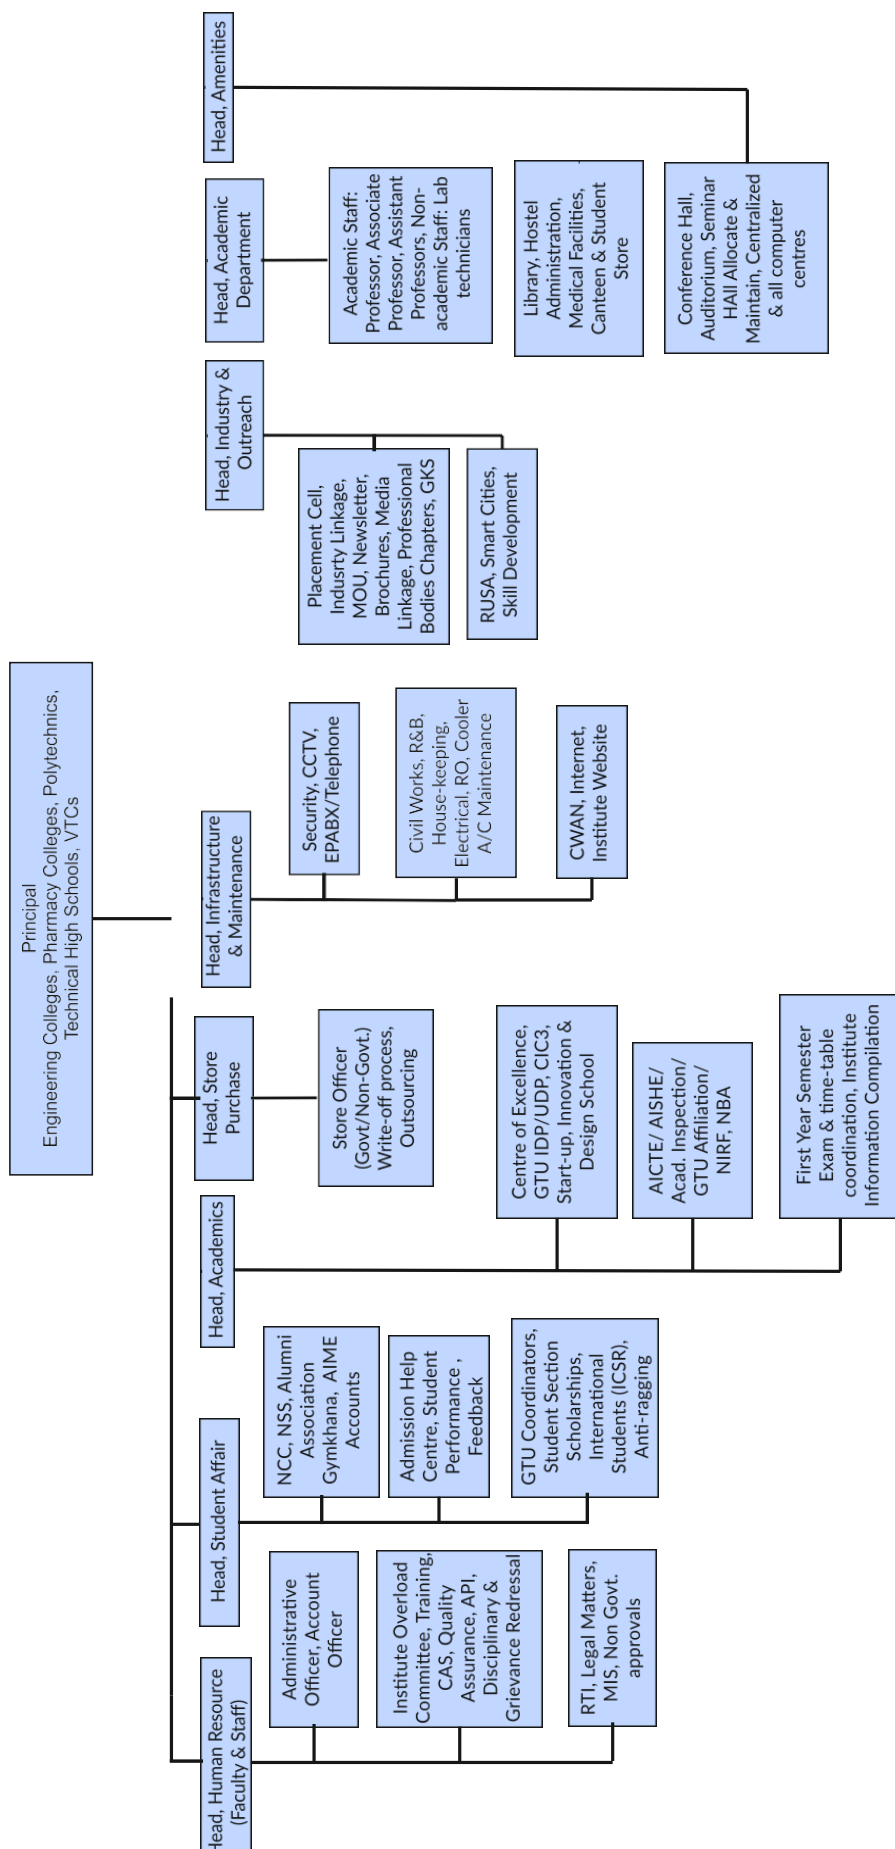 Principal
Engineering Colleges, Pharmacy Colleges, Polytechnics,
Technical High Schools, VTCs
Head, Human Resource
(Faculty & Staff)
Administrative
Officer, Account
Officer
Institute Overload
Committee, Training,
CAS, Quality
Assurance, API,
Disciplinary &
Grievance Redressal
RTI, Legal Matters,
MIS, Non Govt.
approvals
Head, Student Affair
NCC, NSS, Alumni
Association
Gymkhana, AIME
Accounts
Admission Help
Centre, Student
Performance ,
Feedback
GTU Coordinators,
Student Section
Scholarships,
International
Students (ICSR),
Anti-ragging
Head, Academics
Centre of Excellence,
GTU IDP/UDP, CIC3,
Start-up, Innovation &
Design School
AICTE/ AISHE/
Acad. Inspection/
GTU Affiliation/
NIRF, NBA
First Year Semester
Exam & time-table
coordination, Institute
Information Compilation
Head, Store
Purchase
Store Officer
(Govt/Non-Govt.)
Write-off process,
Outsourcing
Head, Infrastructure
& Maintenance
Security, CCTV,
EPABX/Telephone
Civil Works, R&B,
House-keeping,
Electrical, RO, Cooler
A/C Maintenance
CWAN, Internet,
Institute Website
Head, Industry &
Outreach
Placement Cell,
Indusrty Linkage,
MOU, Newsletter,
Brochures, Media
Linkage, Professional
Bodies Chapters, GKS
RUSA, Smart Cities,
Skill Development
Head, Academic
Department
Academic Staff:
Professor, Associate
Professor, Assistant
Professors, Non-
academic Staff: Lab
technicians
Library, Hostel
Administration,
Medical Facilities,
Canteen & Student
Store
Head, Amenities
Conference Hall,
Auditorium, Seminar
HAll Allocate &
Maintain, Centralized
& all computer
centres